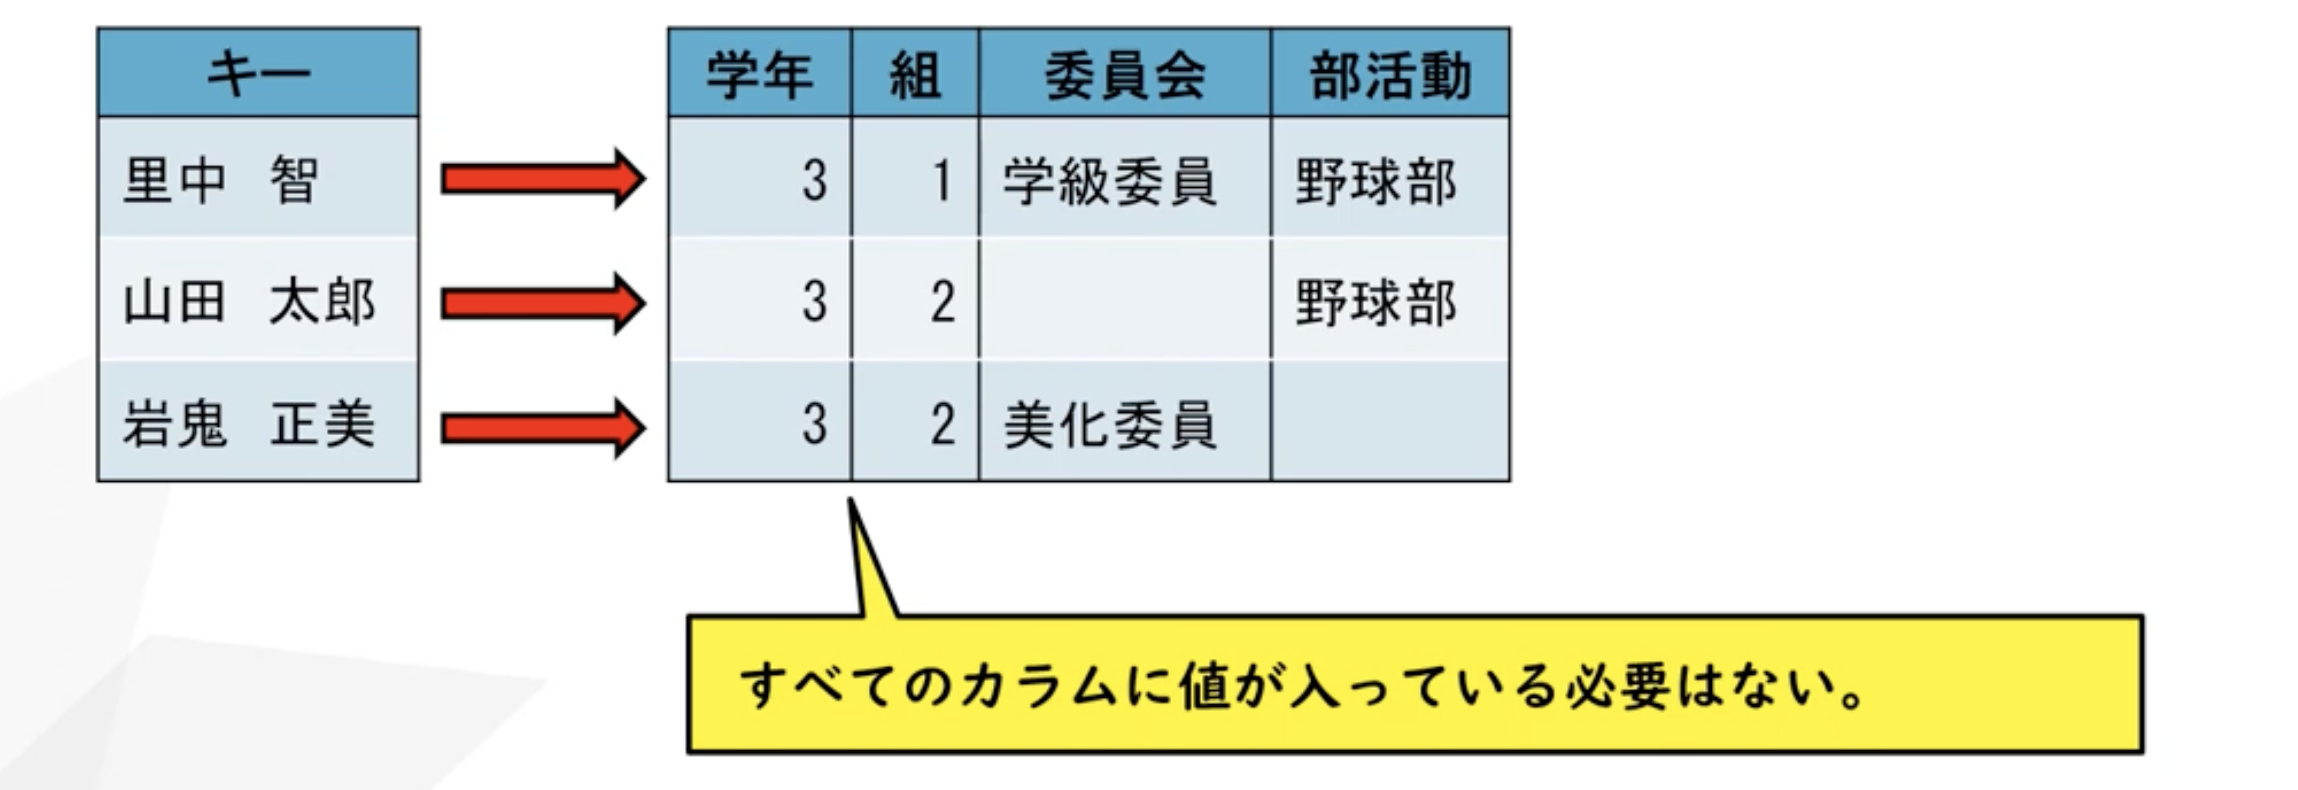 キー
里中　智
山田　太郎
岩鬼　正美
学年 組 委員会 部活動
3 1 学級委員 野球部
3 2 野球部
3 2 美化委員
すべてのカラムに値が入っている必要はない。